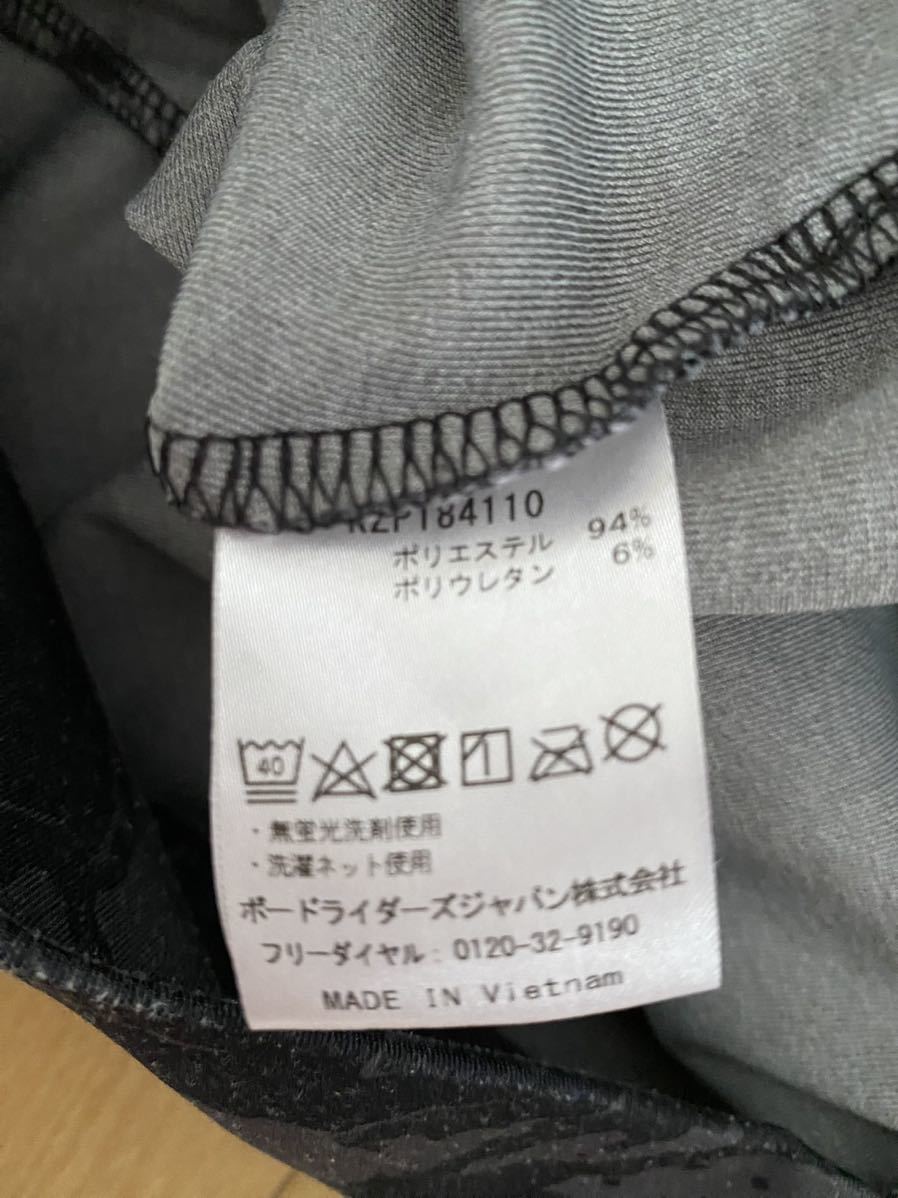 RZP184110
ポリエステル 94%
ポリウレタン 6%
40
・無蛍光洗剤使用
・洗濯ネット使用
ボードライダーズジャパン株式会社
フリーダイヤル: 0120-32-9190
MADE IN Vietnam